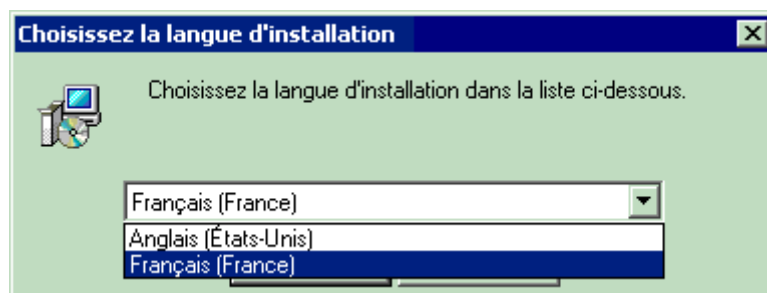 Choisissez la langue d'installation
Choisissez la langue d'installation dans la liste ci-dessous.
Français (France)
Anglais (États-Unis)
Français (France)